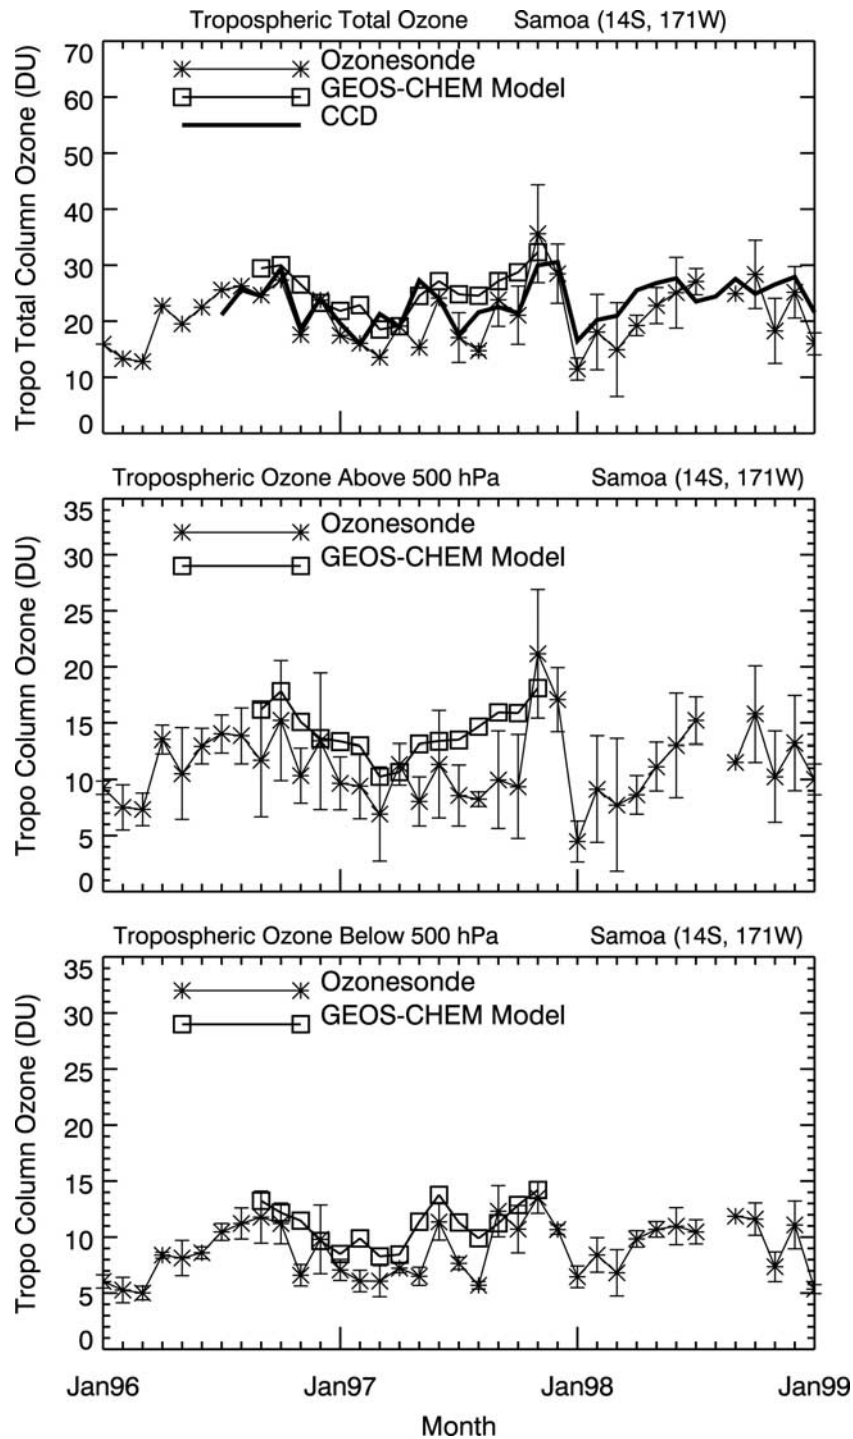 Tropospheric Total Ozone Samoa (14S, 171W)
70
60
50
40
30
20
10
0
Tropo Total Column Ozone (DU)
Ozonesonde
GEOS-CHEM Model
CCD
Tropospheric Ozone Above 500 hPa Samoa (14S, 171W)
35
30
25
20
15
10
5
0
Tropo Column Ozone (DU)
Ozonesonde
GEOS-CHEM Model
Tropospheric Ozone Below 500 hPa Samoa (14S, 171W)
35
30
25
20
15
10
5
0
Tropo Column Ozone (DU)
Ozonesonde
GEOS-CHEM Model
Jan96 Jan97 Jan98 Jan99
Month